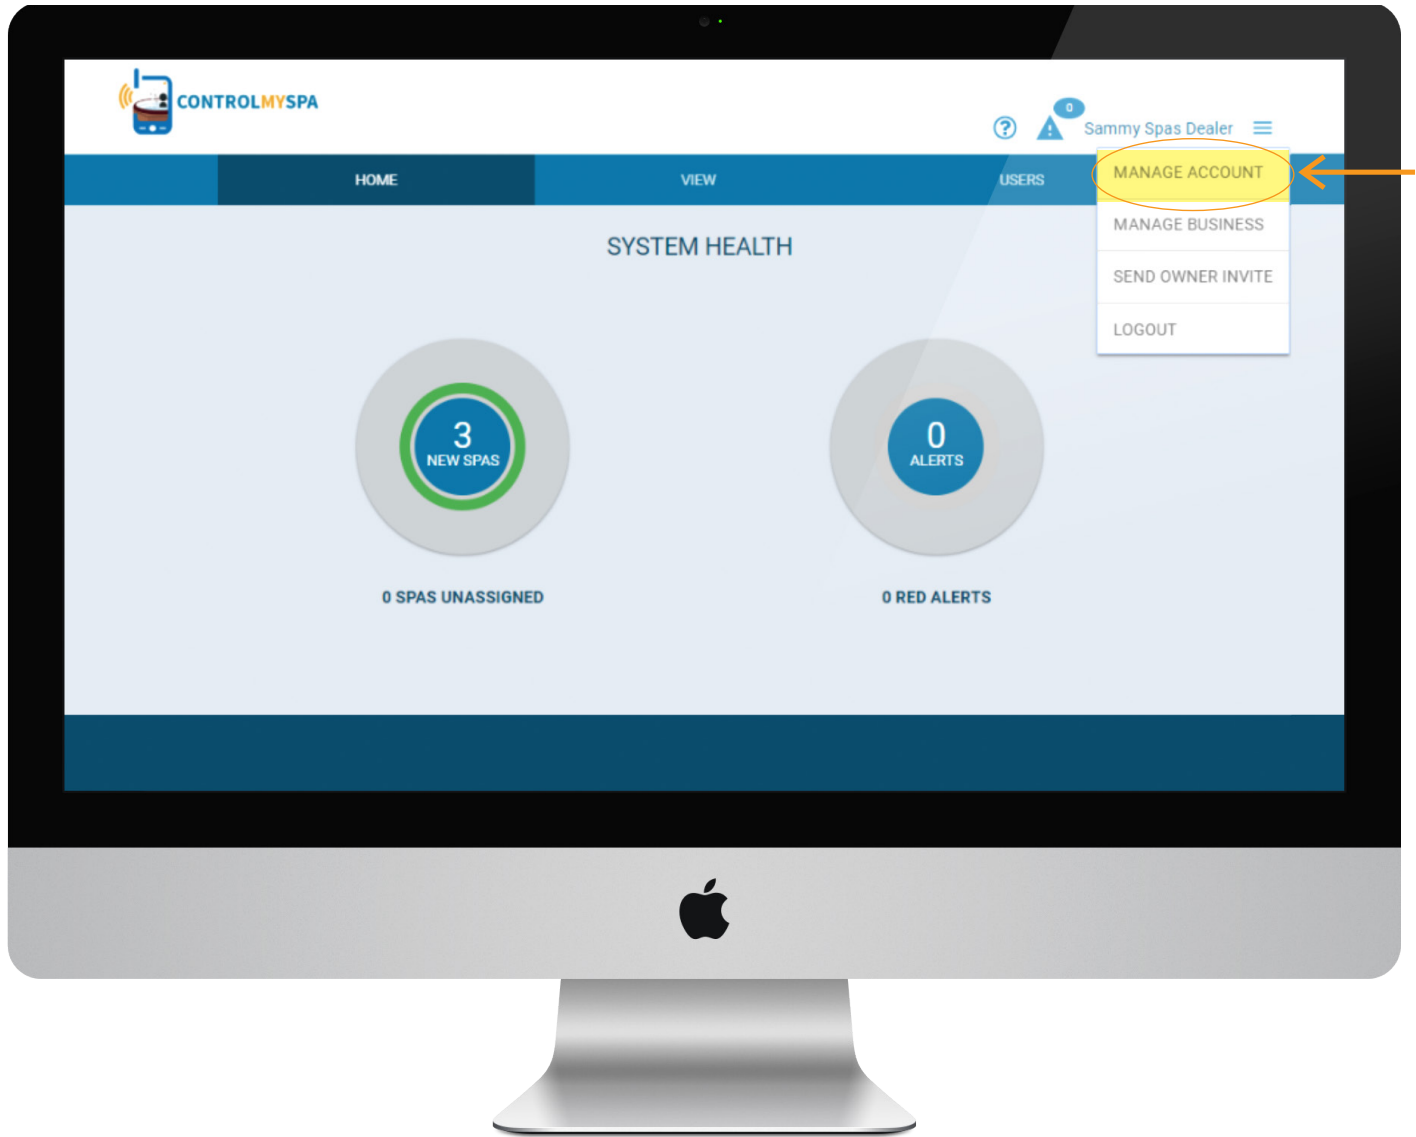 CONTROLMYSPA
?
0
Sammy Spas Dealer
HOME
VIEW
USERS
MANAGE ACCOUNT
MANAGE BUSINESS
SEND OWNER INVITE
LOGOUT
SYSTEM HEALTH
3
NEW SPAS
0 SPAS UNASSIGNED
0
ALERTS
0 RED ALERTS